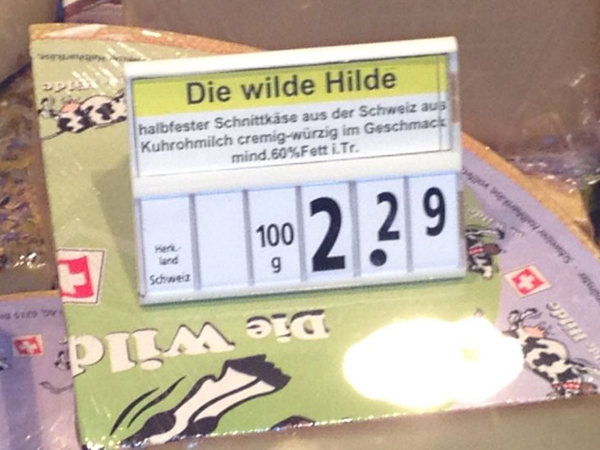 Die wilde Hilde
halbfester Schnittkäse aus der Schweiz aus
Kuhrohmilch cremig-würzig im Geschmack
mind.60%Fett i.Tr.
Herk.-
land
Schweiz
100
g
2.29
Die Wild